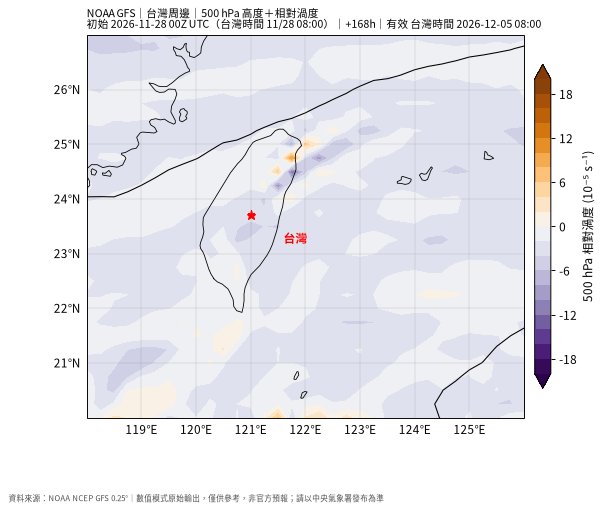 NOAA GFS｜台灣周邊｜500 hPa 高度＋相對渦度
初始 2026-11-28 00Z UTC（台灣時間 11/28 08:00）｜+168h｜有效 台灣時間 2026-12-05 08:00
26°N
25°N
24°N
23°N
22°N
21°N
台灣
119°E 120°E 121°E 122°E 123°E 124°E 125°E
18
12
6
0
-6
-12
-18
500 hPa 相對渦度 (10⁻⁵ s⁻¹)
資料來源：NOAA NCEP GFS 0.25°｜數值模式原始輸出，僅供參考，非官方預報；請以中央氣象署發布為準